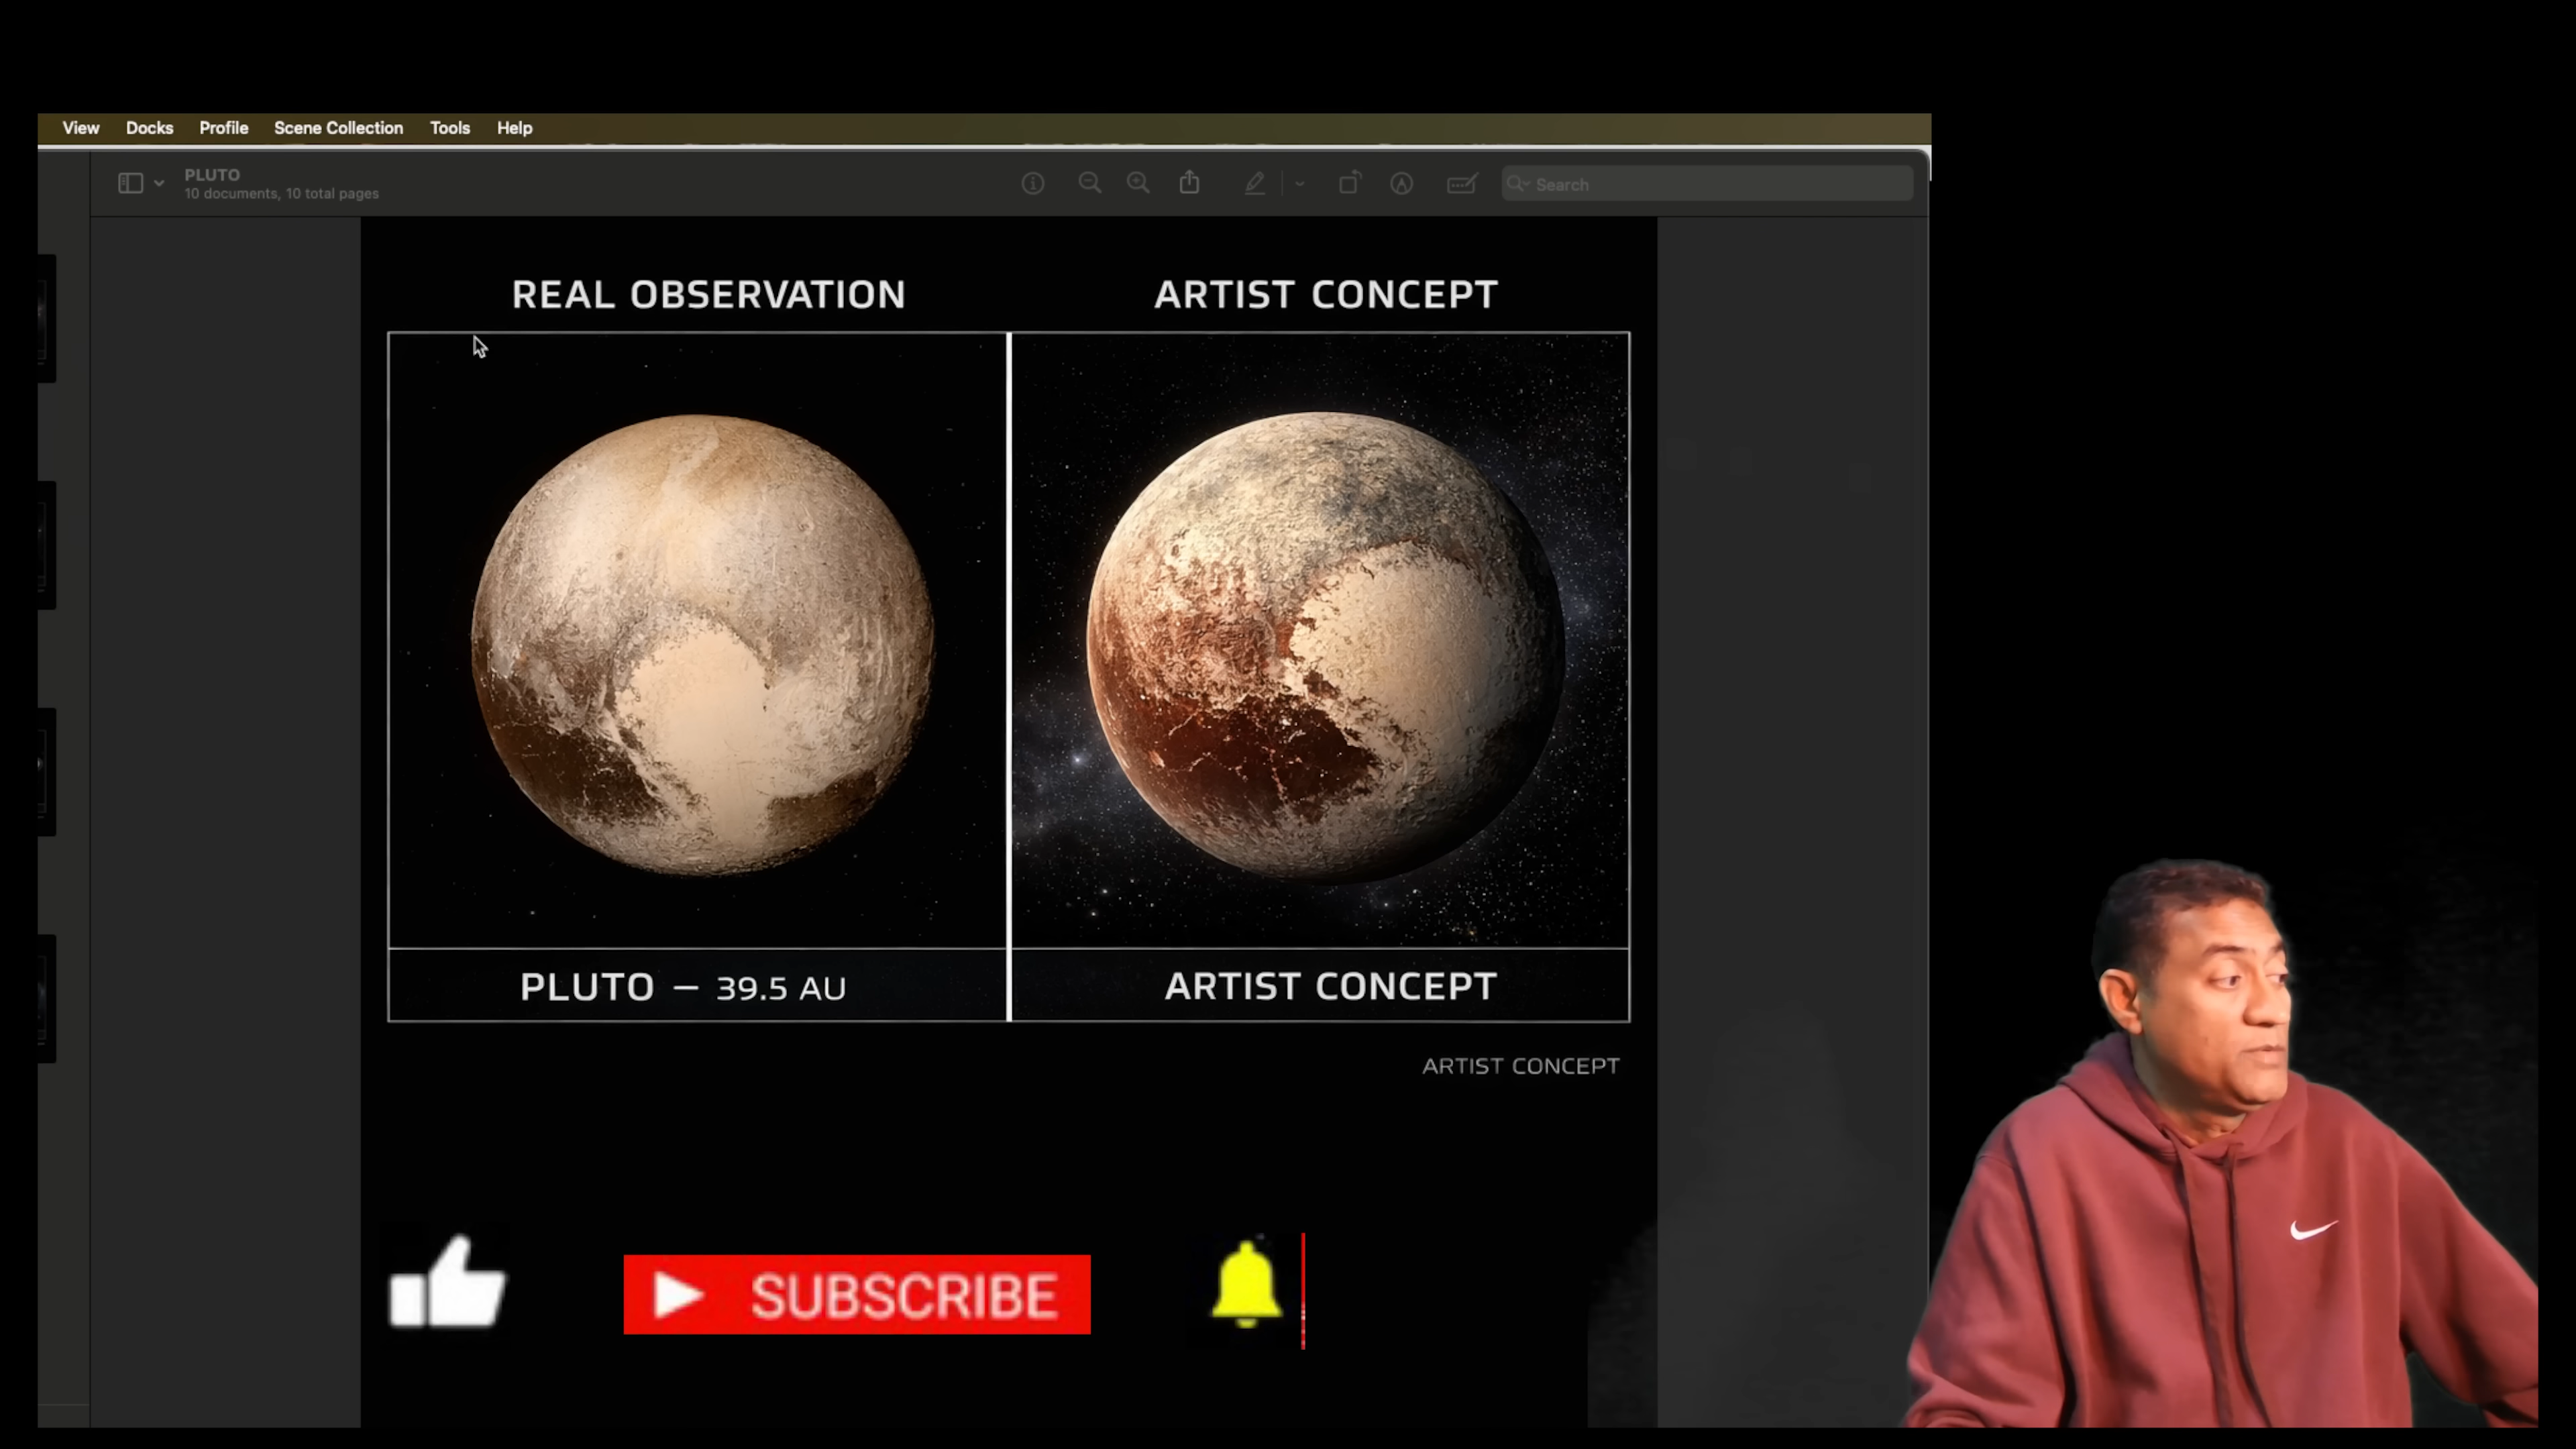 View Docks Profile Scene Collection Tools Help
PLUTO
10 documents, 10 total pages
Search
REAL OBSERVATION
ARTIST CONCEPT
PLUTO — 39.5 AU
ARTIST CONCEPT
ARTIST CONCEPT
SUBSCRIBE